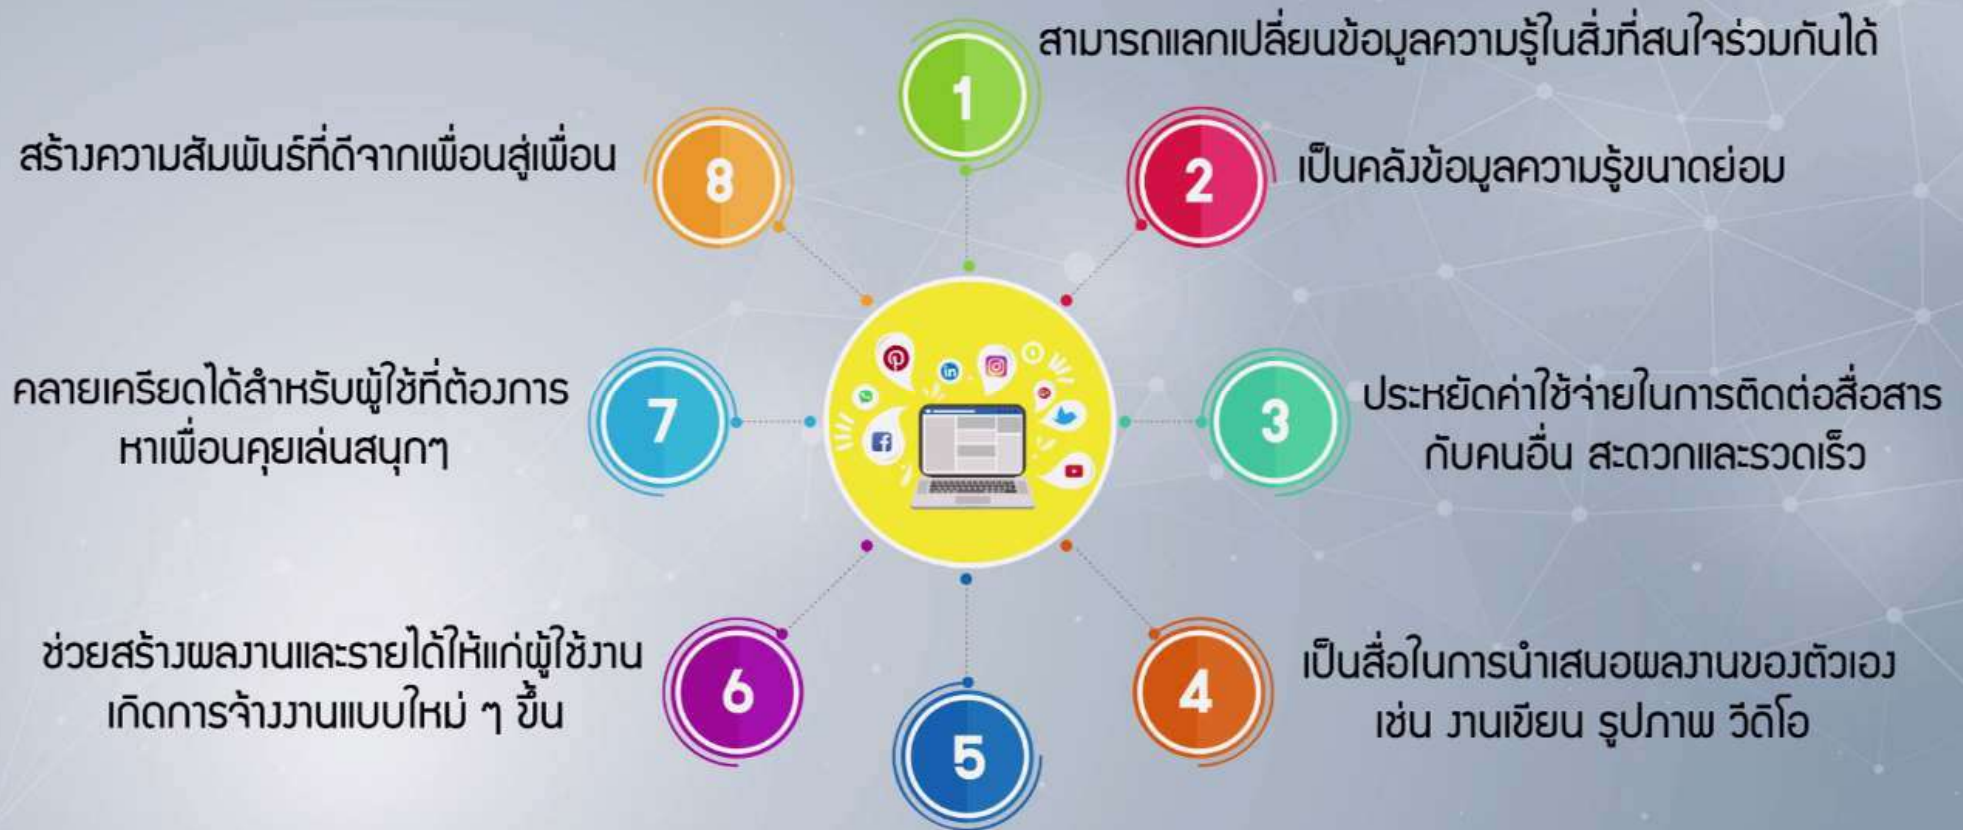 1
สามารถแลกเปลี่ยนข้อมูลความรู้ในสิ่งที่สนใจร่วมกันได้
2
เป็นคลังข้อมูลความรู้ขนาดย่อม
3
ประหยัดค่าใช้จ่ายในการติดต่อสื่อสาร
กับคนอื่น สะดวกและรวดเร็ว
4
เป็นสื่อในการนำเสนอผลงานของตัวเอง
เช่น งานเขียน รูปภาพ วีดิโอ
5
6
ช่วยสร้างผลงานและรายได้ให้แก่ผู้ใช้งาน
เกิดการจ้างงานแบบใหม่ ๆ ขึ้น
7
คลายเครียดได้สำหรับผู้ใช้ที่ต้องการ
หาเพื่อนคุยเล่นสนุกๆ
8
สร้างความสัมพันธ์ที่ดีจากเพื่อนสู่เพื่อน